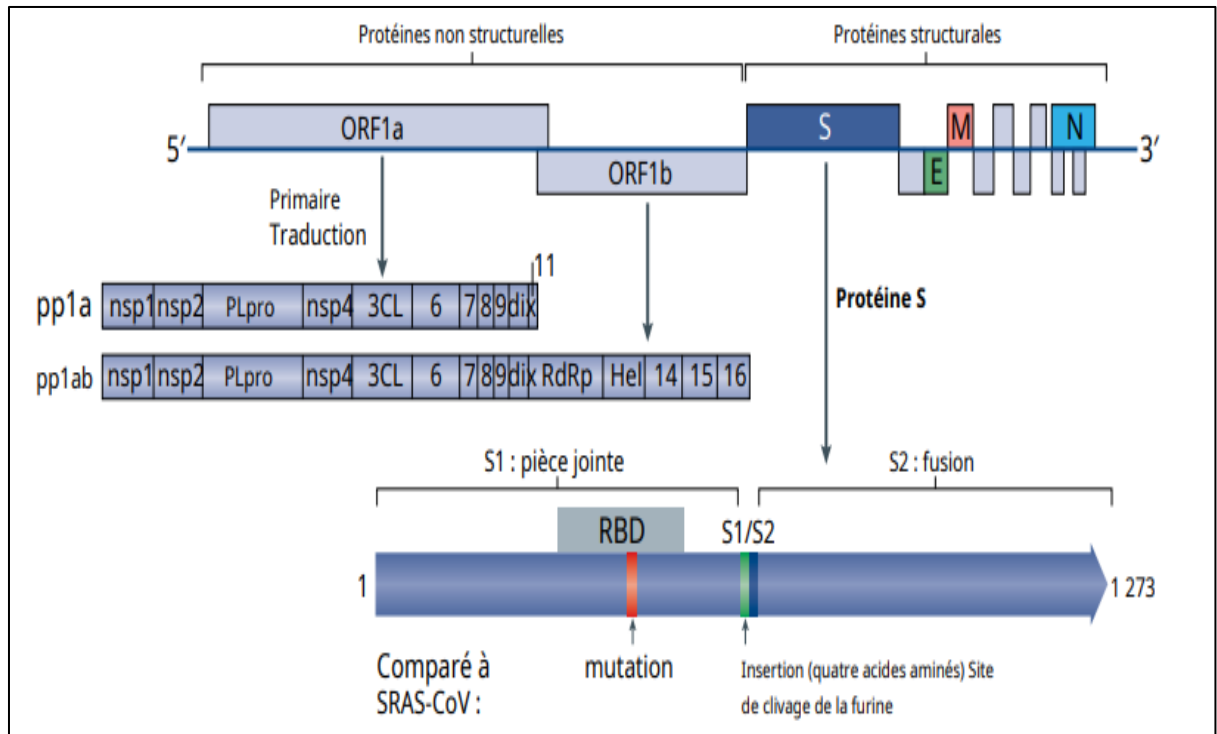 Protéines non structurelles
Protéines structurales
ORF1a
S
M
N
5′
3′
ORF1b
E
Primaire
Traduction
11
pp1a nsp1 nsp2 PLpro nsp4 3CL 6 7 8 9 dix
Protéine S
pp1ab nsp1 nsp2 PLpro nsp4 3CL 6 7 8 9 dix RdRp Hel 14 15 16
S1 : pièce jointe
S2 : fusion
RBD
S1/S2
1
1 273
Comparé à
SRAS-CoV :
mutation
Insertion (quatre acides aminés) Site
de clivage de la furine